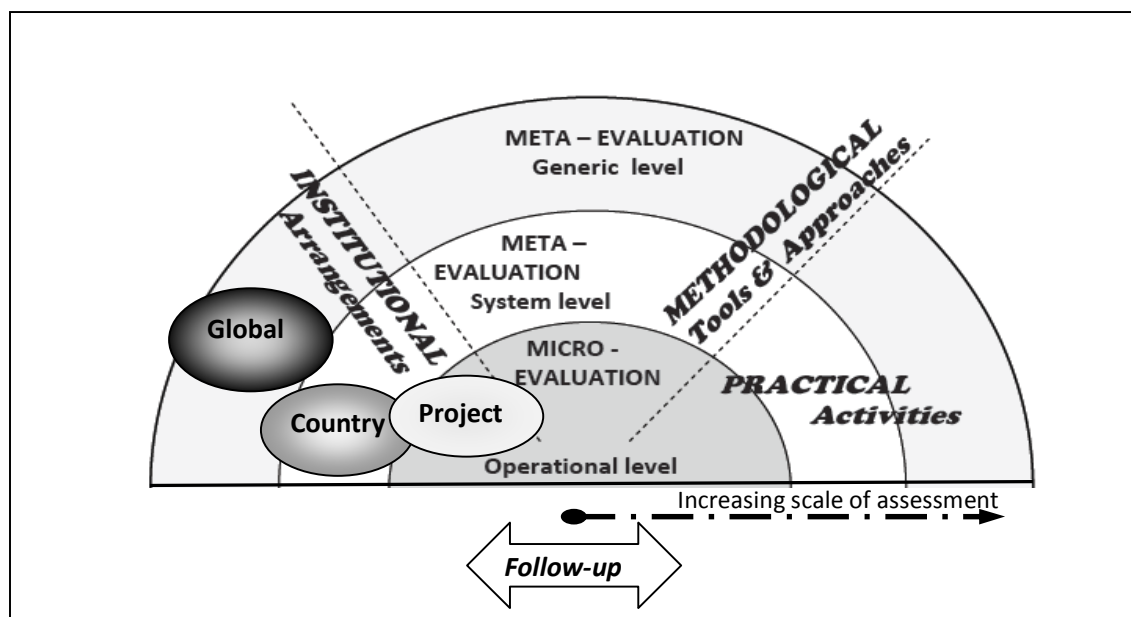 META – EVALUATION
Generic level
INSTITUTIONAL
Arrangements
METHODOLOGICAL
Tools & Approaches
META –
EVALUATION
System level
Global
MICRO -
EVALUATION
PRACTICAL
Activities
Country
Project
Operational level
Increasing scale of assessment
Follow-up